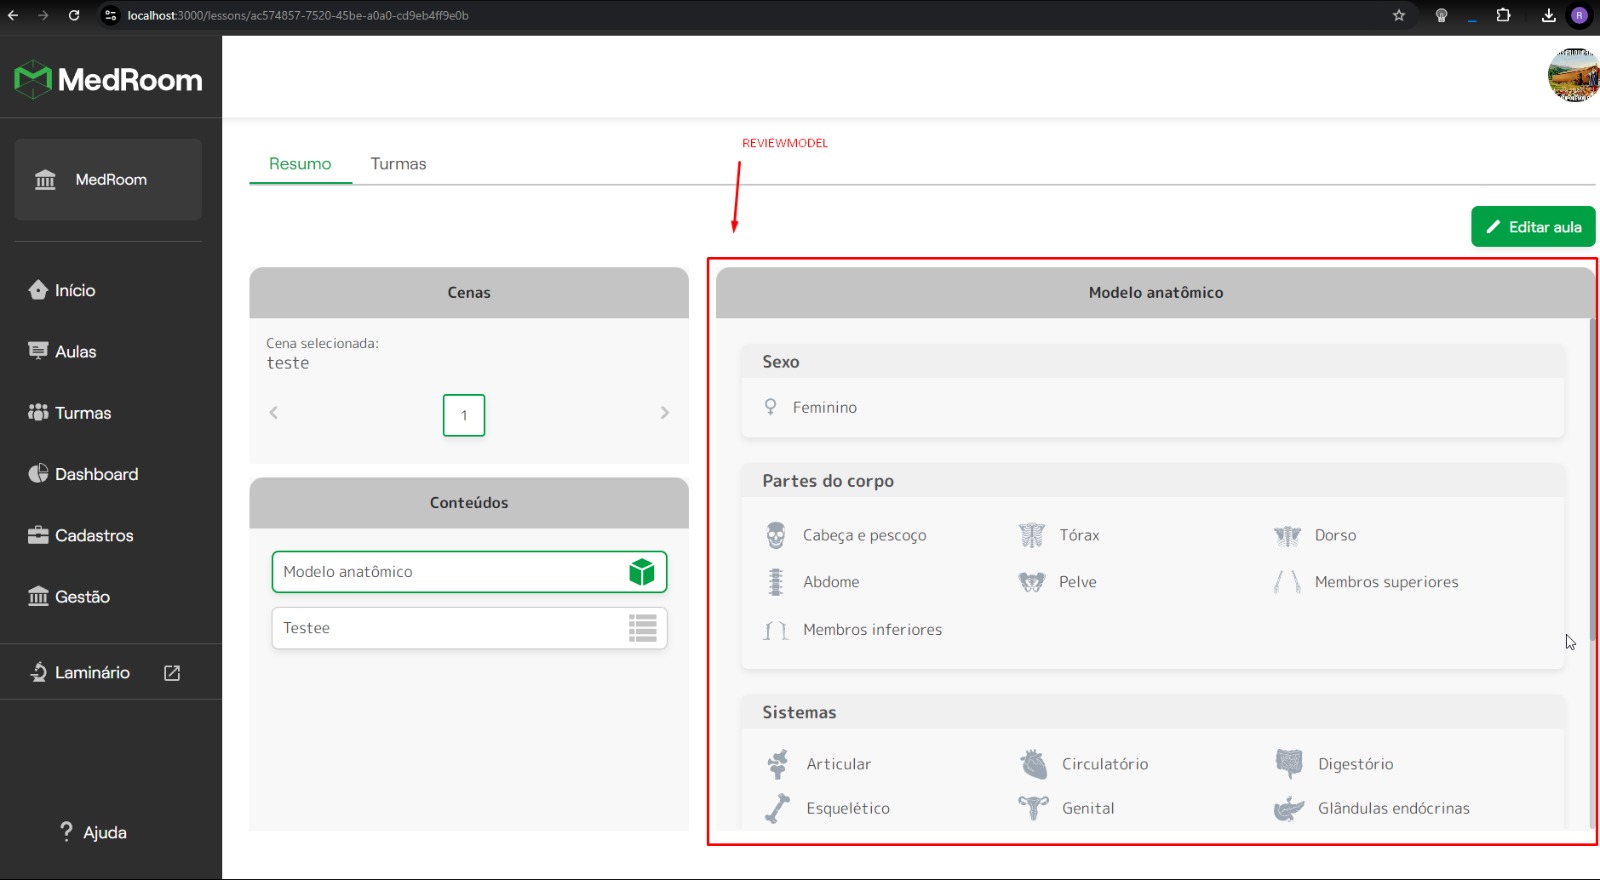 localhost:3000/lessons/ac574857-7520-45be-a0a0-cd9eb4ff9e0b
R
MedRoom
MedRoom
Início
Aulas
Turmas
Dashboard
Cadastros
Gestão
Laminário
? Ajuda
REVIEWMODEL
Resumo Turmas
Editar aula
Cenas
Cena selecionada:
teste
1
Conteúdos
Modelo anatômico
Testee
Modelo anatômico
Sexo
Feminino
Partes do corpo
Cabeça e pescoço Tórax Dorso
Abdome Pelve Membros superiores
Membros inferiores
Sistemas
Articular Circulatório Digestório
Esquelético Genital Glândulas endócrinas